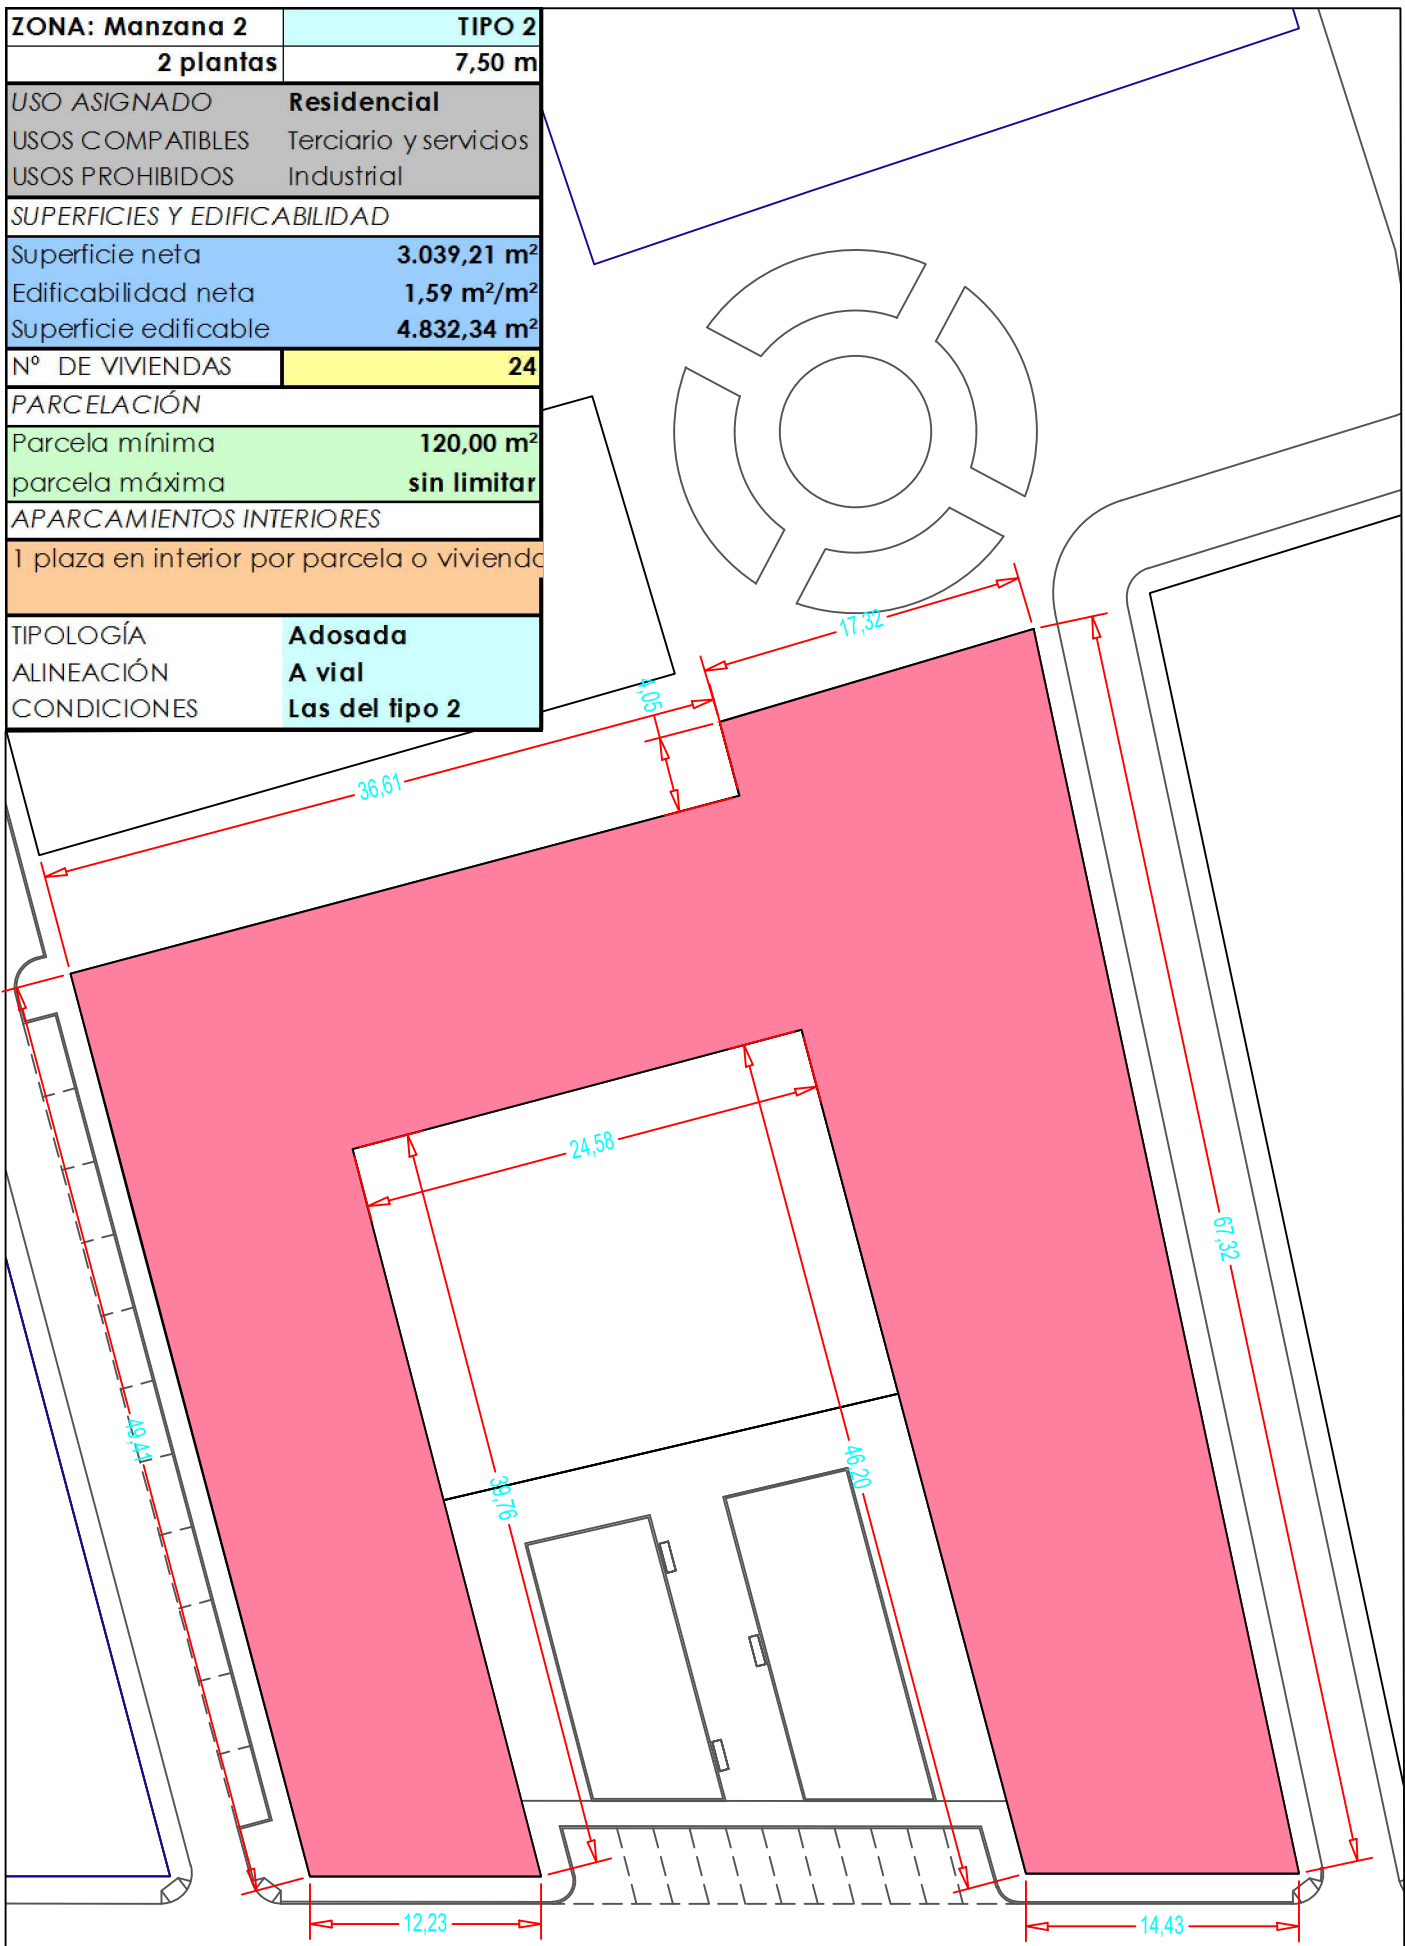 ZONA: Manzana 2 TIPO 2
2 plantas 7,50 m
USO ASIGNADO Residencial
USOS COMPATIBLES Terciario y servicios
USOS PROHIBIDOS Industrial
SUPERFICIES Y EDIFICABILIDAD
Superficie neta 3.039,21 m²
Edificabilidad neta 1,59 m²/m²
Superficie edificable 4.832,34 m²
Nº DE VIVIENDAS 24
PARCELACIÓN
Parcela mínima 120,00 m²
parcela máxima sin limitar
APARCAMIENTOS INTERIORES
1 plaza en interior por parcela o vivienda
TIPOLOGÍA Adosada
ALINEACIÓN A vial
CONDICIONES Las del tipo 2
17,32
4,05
36,61
24,58
67,32
49,41
39,76
46,20
12,23
14,43